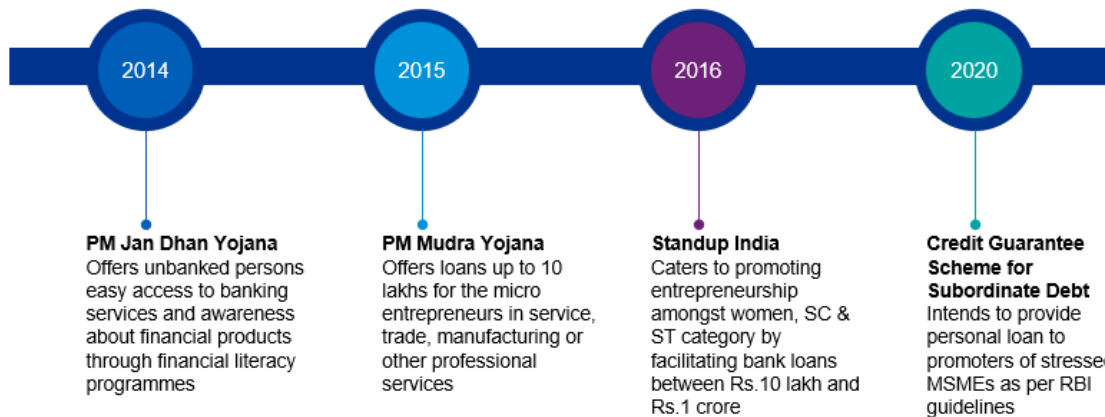 2014
2015
2016
2020
PM Jan Dhan Yojana
Offers unbanked persons
easy access to banking
services and awareness
about financial products
through financial literacy
programmes
PM Mudra Yojana
Offers loans up to 10
lakhs for the micro
entrepreneurs in service,
trade, manufacturing or
other professional
services
Standup India
Caters to promoting
entrepreneurship
amongst women, SC &
ST category by
facilitating bank loans
between Rs.10 lakh and
Rs.1 crore
Credit Guarantee
Scheme for
Subordinate Debt
Intends to provide
personal loan to
promoters of stressed
MSMEs as per RBI
guidelines